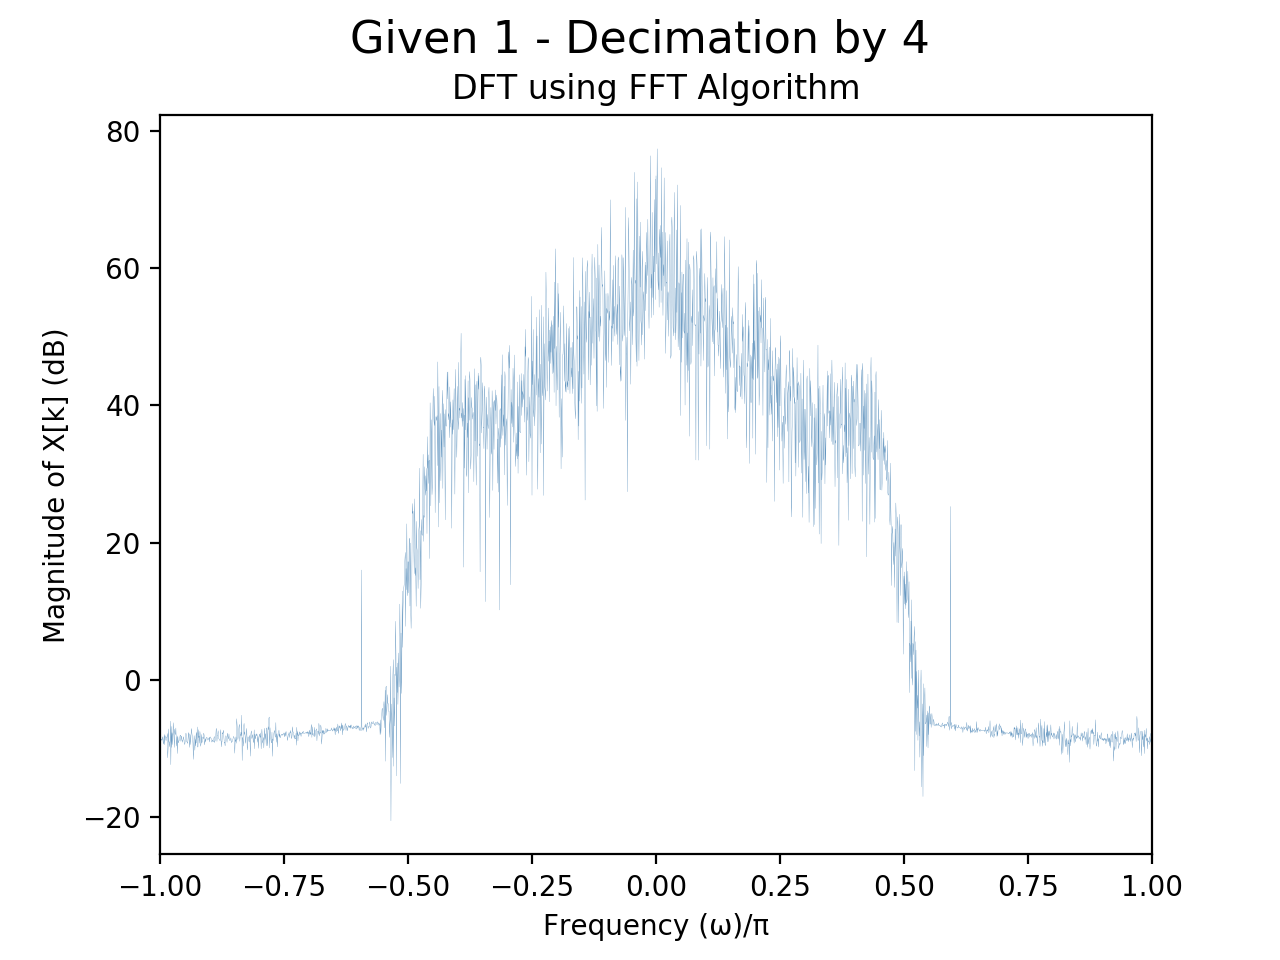 Given 1 - Decimation by 4
DFT using FFT Algorithm
80
60
40
20
0
−20
Magnitude of X[k] (dB)
−1.00 −0.75 −0.50 −0.25 0.00 0.25 0.50 0.75 1.00
Frequency (ω)/π